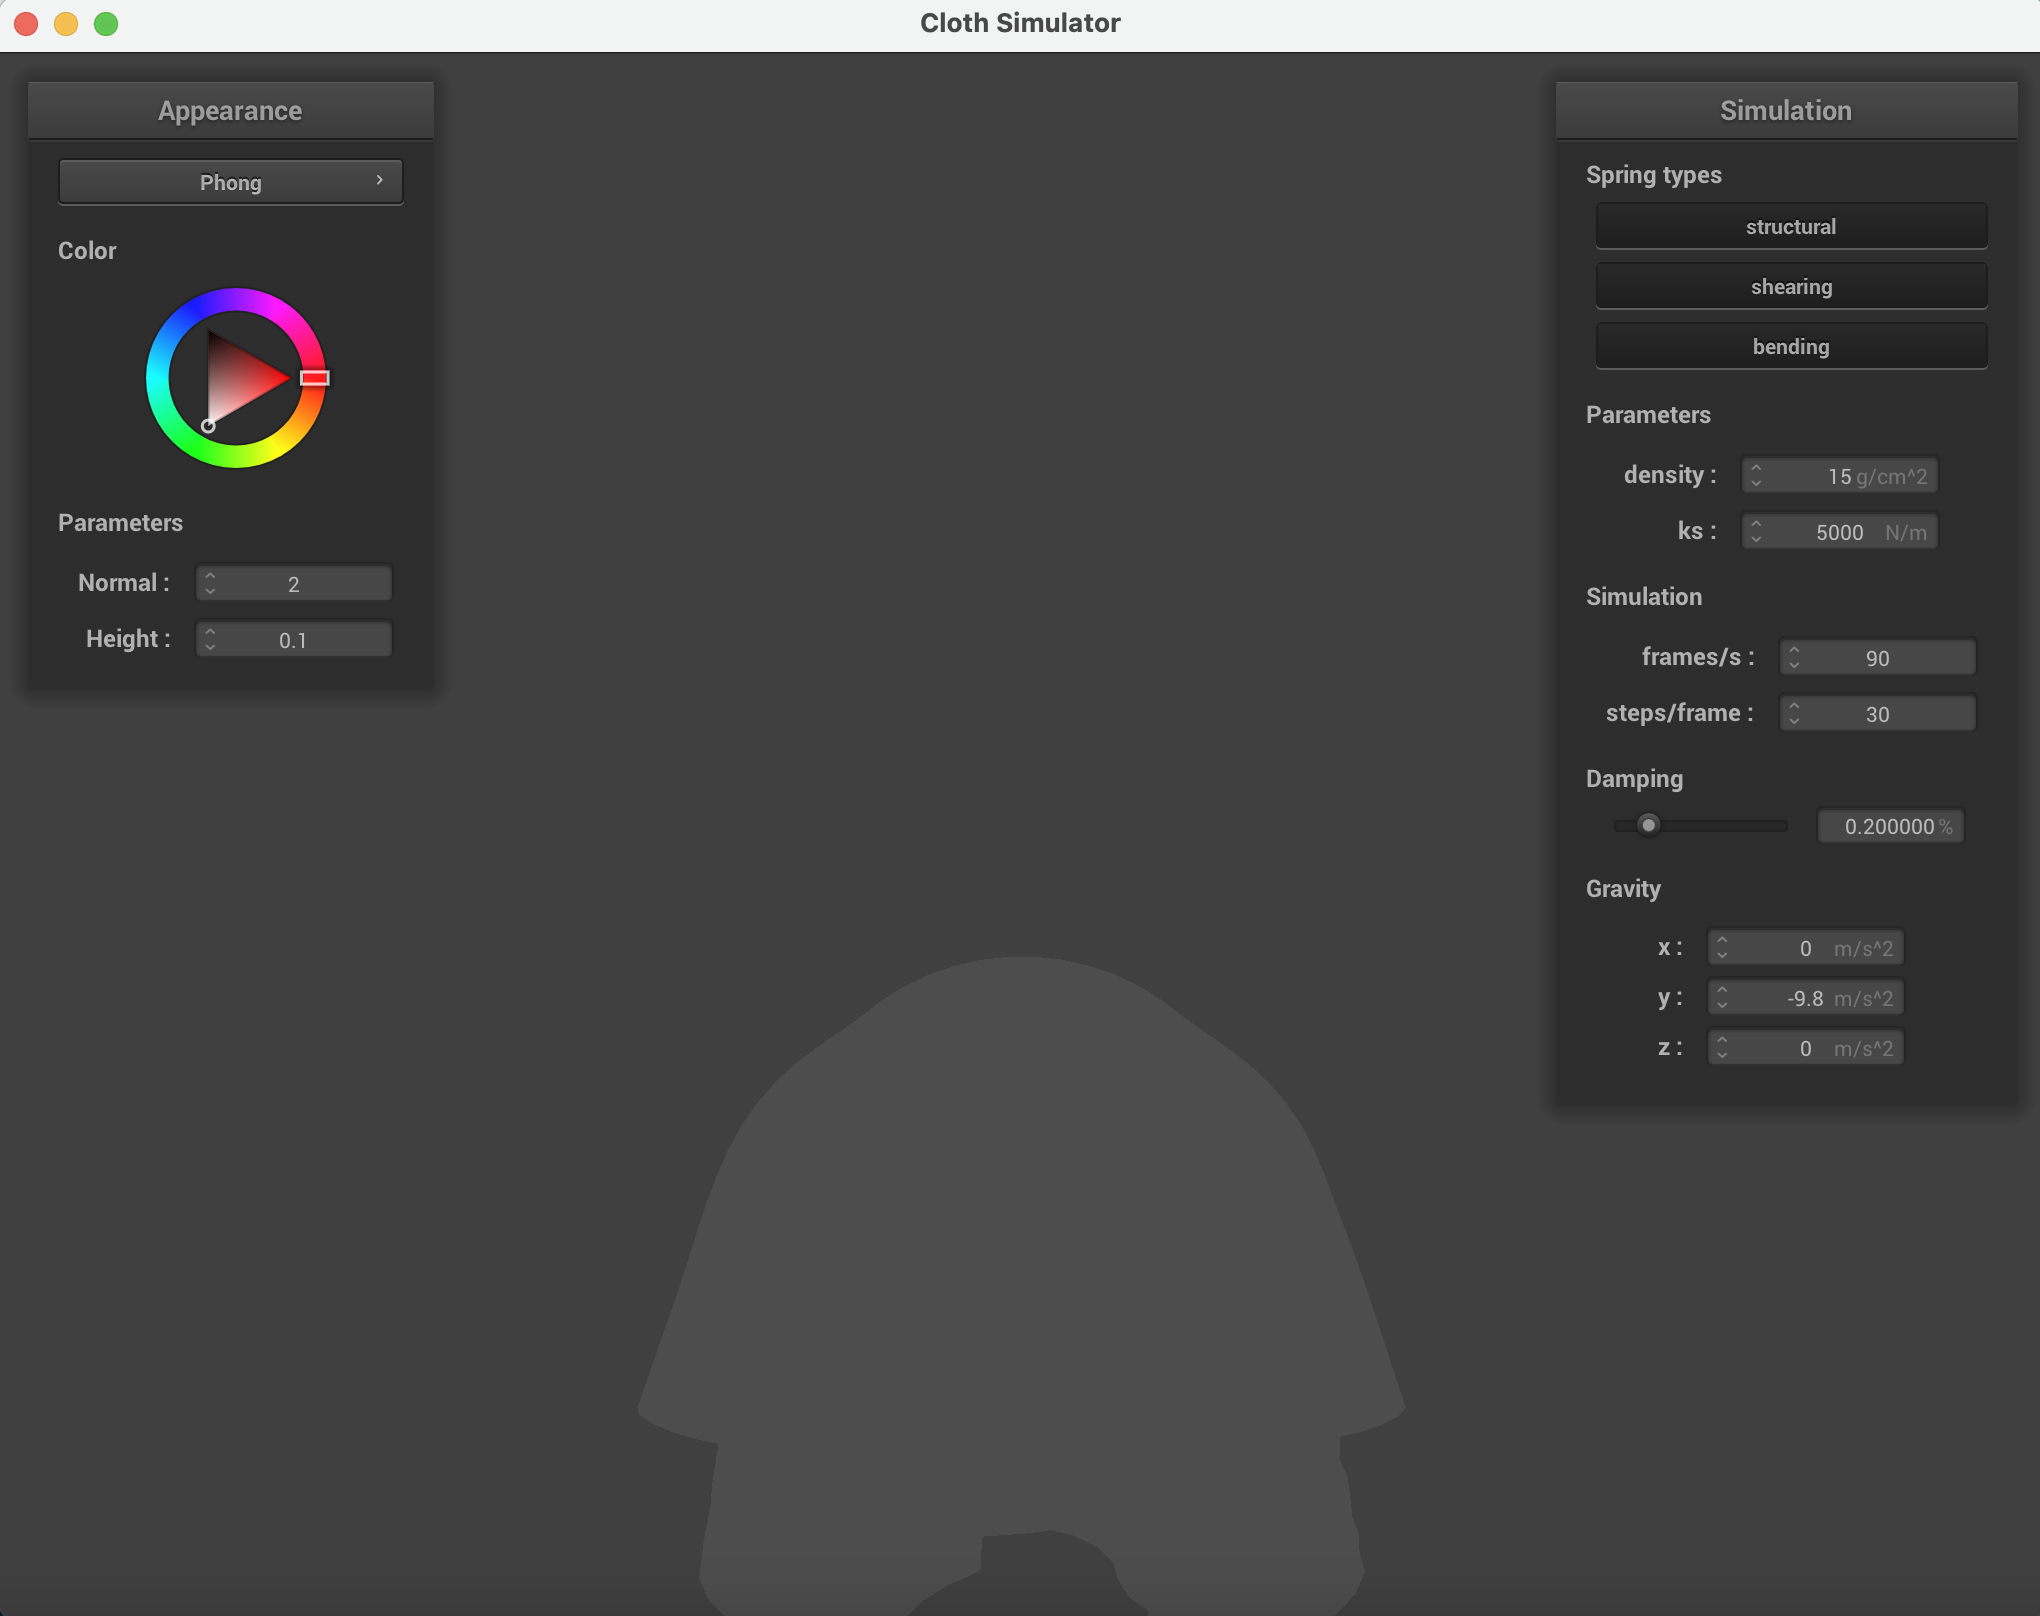 Cloth Simulator
Appearance
Phong
Color
Parameters
Normal : 2
Height : 0.1
Simulation
Spring types
structural
shearing
bending
Parameters
density : 15 g/cm^2
ks : 5000 N/m
Simulation
frames/s : 90
steps/frame : 30
Damping
0.200000 %
Gravity
x : 0 m/s^2
y : -9.8 m/s^2
z : 0 m/s^2